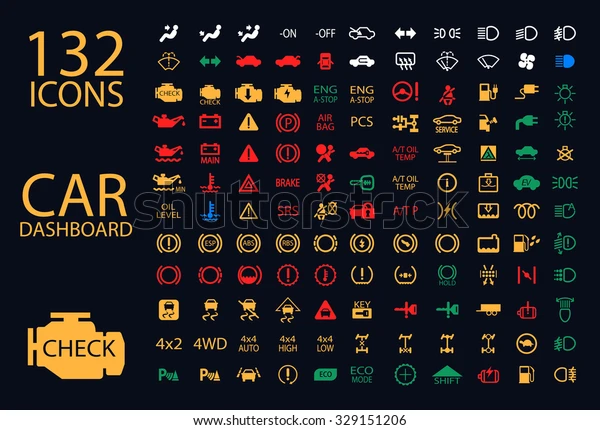 132
ICONS
CAR
DASHBOARD
CHECK
-ON -OFF
CHECK CHECK ENG A-STOP ENG A-STOP
AIR BAG PCS SERVICE
MAIN A/T OIL TEMP
MIN BRAKE A/T OIL TEMP EV
OIL LEVEL SRS A/T P
ESP ABS RBS
HOLD
KEY
4x2 4WD 4x4 AUTO 4x4 HIGH 4x4 LOW
ECO ECO MODE SHIFT
shutterstock
www.shutterstock.com · 329151206